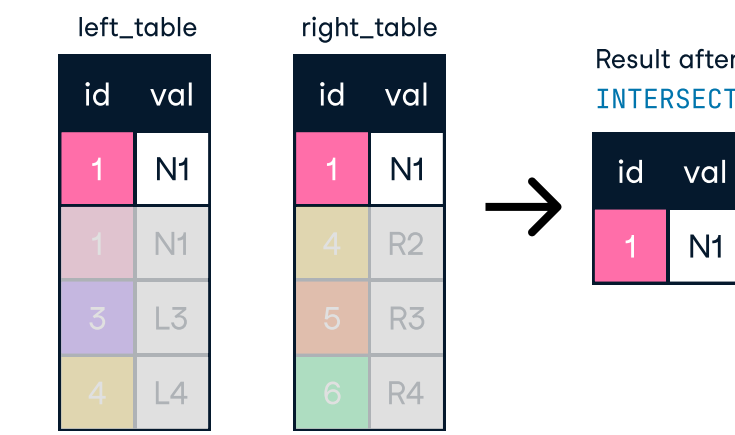 left_table
id val
1 N1
1 N1
3 L3
4 L4
right_table
id val
1 N1
4 R2
5 R3
6 R4
Result after
INTERSECT
id val
1 N1